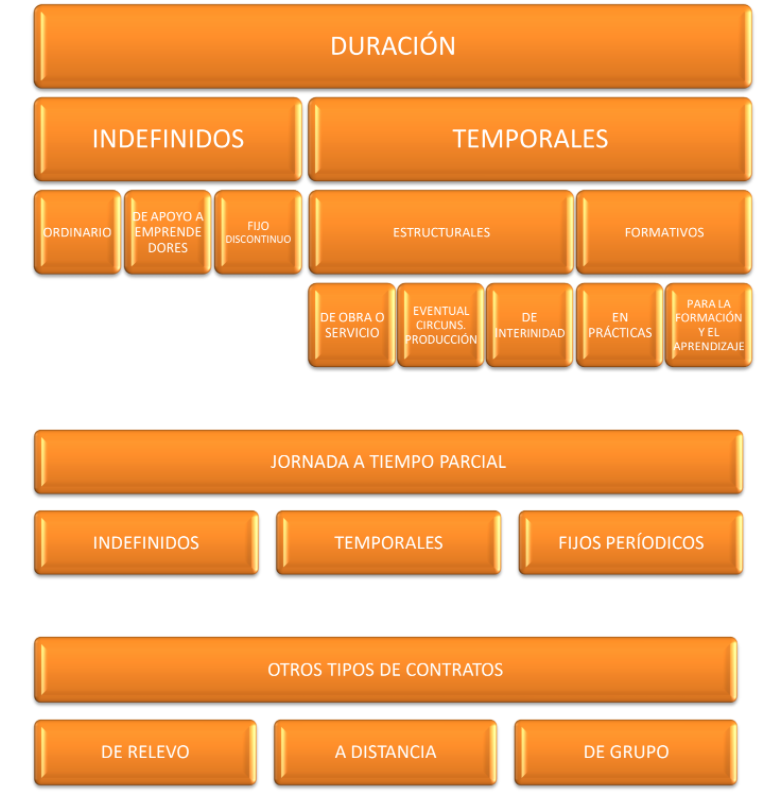 DURACIÓN
INDEFINIDOS
TEMPORALES
ORDINARIO
DE APOYO A
EMPRENDE
DORES
FIJO
DISCONTINUO
ESTRUCTURALES
FORMATIVOS
DE OBRA O
SERVICIO
EVENTUAL
CIRCUNS.
PRODUCCIÓN
DE
INTERINIDAD
EN
PRÁCTICAS
PARA LA
FORMACIÓN
Y EL
APRENDIZAJE
JORNADA A TIEMPO PARCIAL
INDEFINIDOS
TEMPORALES
FIJOS PERÍODICOS
OTROS TIPOS DE CONTRATOS
DE RELEVO
A DISTANCIA
DE GRUPO